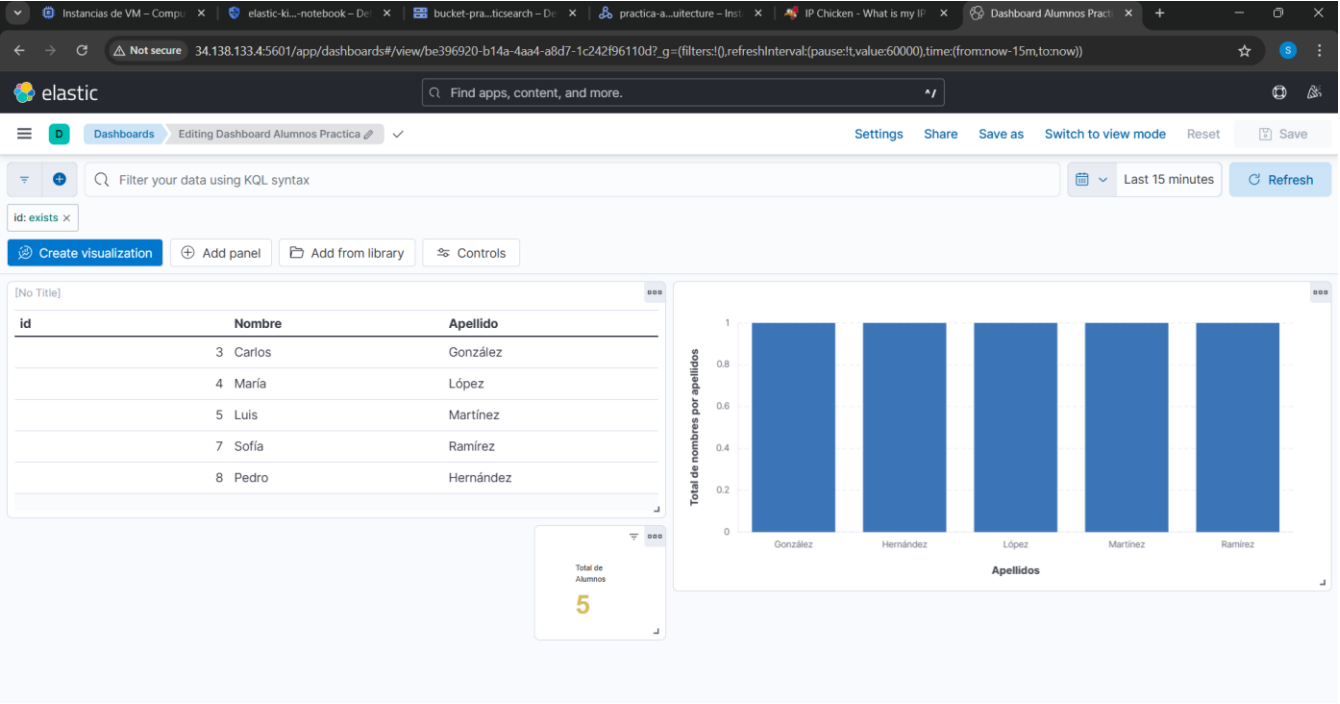 Instancias de VM – Compu
elastic-ki...-notebook – De
bucket-pra...ticsearch – De
practica-a...uitecture – Inst
IP Chicken - What is my IP
Dashboard Alumnos Practi
Not secure 34.138.133.4:5601/app/dashboards#/view/be396920-b14a-4aa4-a8d7-1c242f96110d?_g=(filters:!(),refreshInterval:(pause:!t,value:60000),time:(from:now-15m,to:now))
S
elastic
Find apps, content, and more.
^/
D
Dashboards
Editing Dashboard Alumnos Practica
Settings Share Save as Switch to view mode Reset Save
Filter your data using KQL syntax
Last 15 minutes
Refresh
id: exists ×
Create visualization
Add panel
Add from library
Controls
[No Title]
id Nombre Apellido
3 Carlos González
4 María López
5 Luis Martínez
7 Sofía Ramírez
8 Pedro Hernández
Total de
Alumnos
5
Total de nombres por apellidos
1
0.8
0.6
0.4
0.2
0
González Hernández López Martínez Ramírez
Apellidos